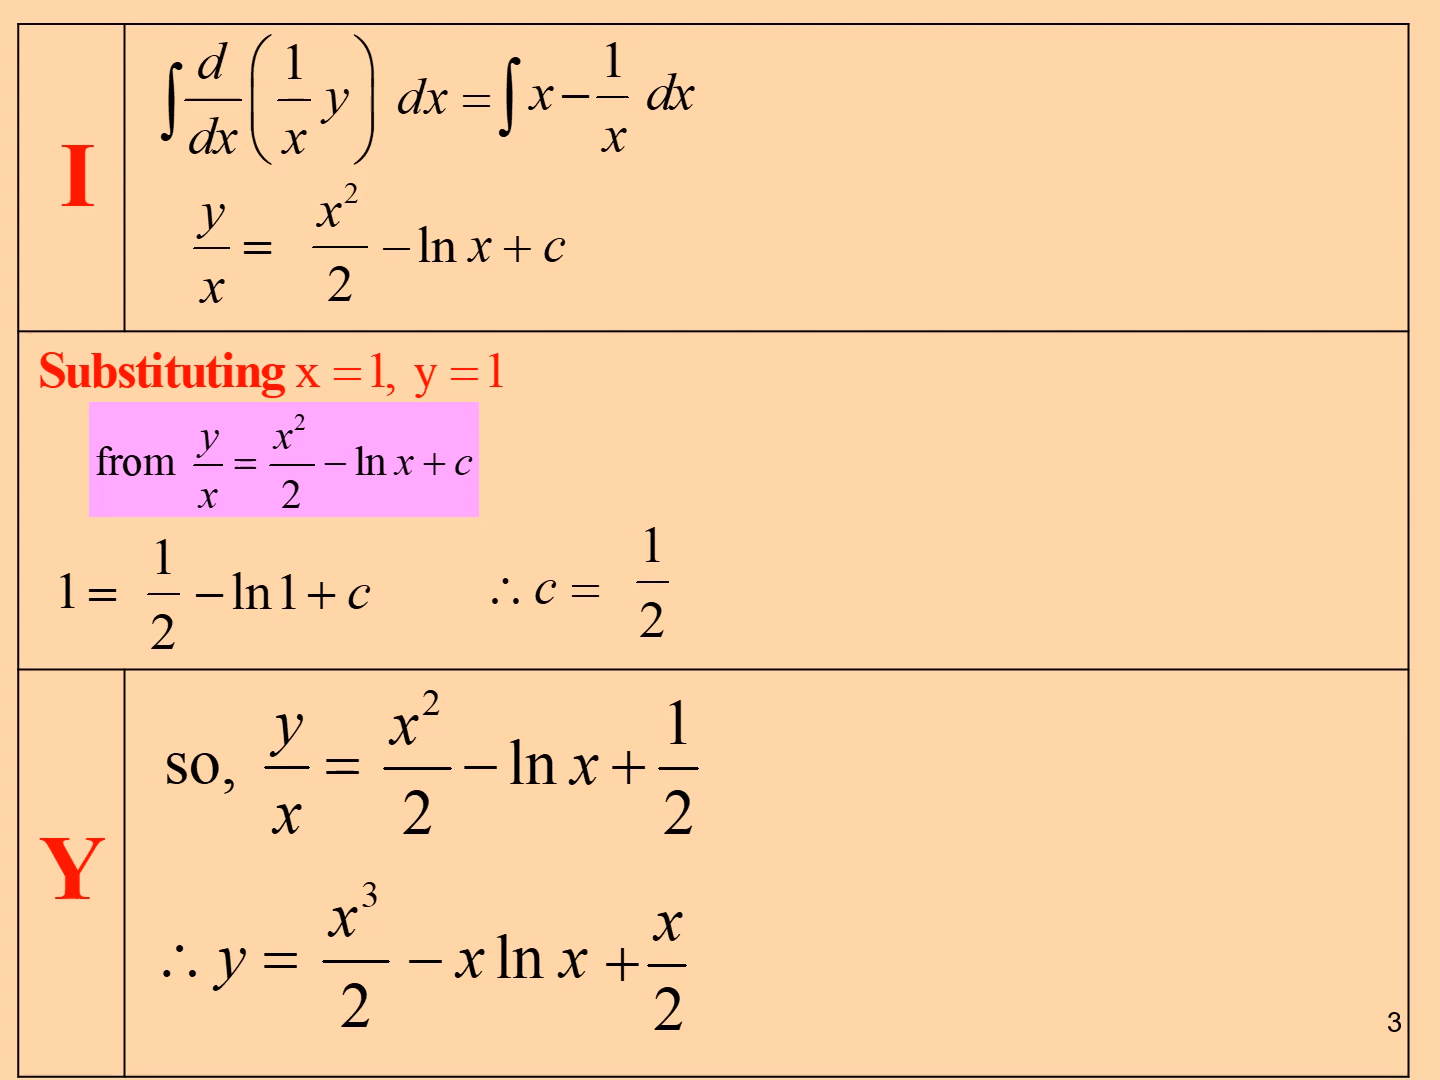 I
∫ d/dx (1/x y) dx = ∫ x − 1/x dx
y/x = x²/2 − ln x + c
Substituting x = 1, y = 1
from y/x = x²/2 − ln x + c
1 = 1/2 − ln 1 + c ∴ c = 1/2
Y
so, y/x = x²/2 − ln x + 1/2
∴ y = x³/2 − x ln x + x/2
3